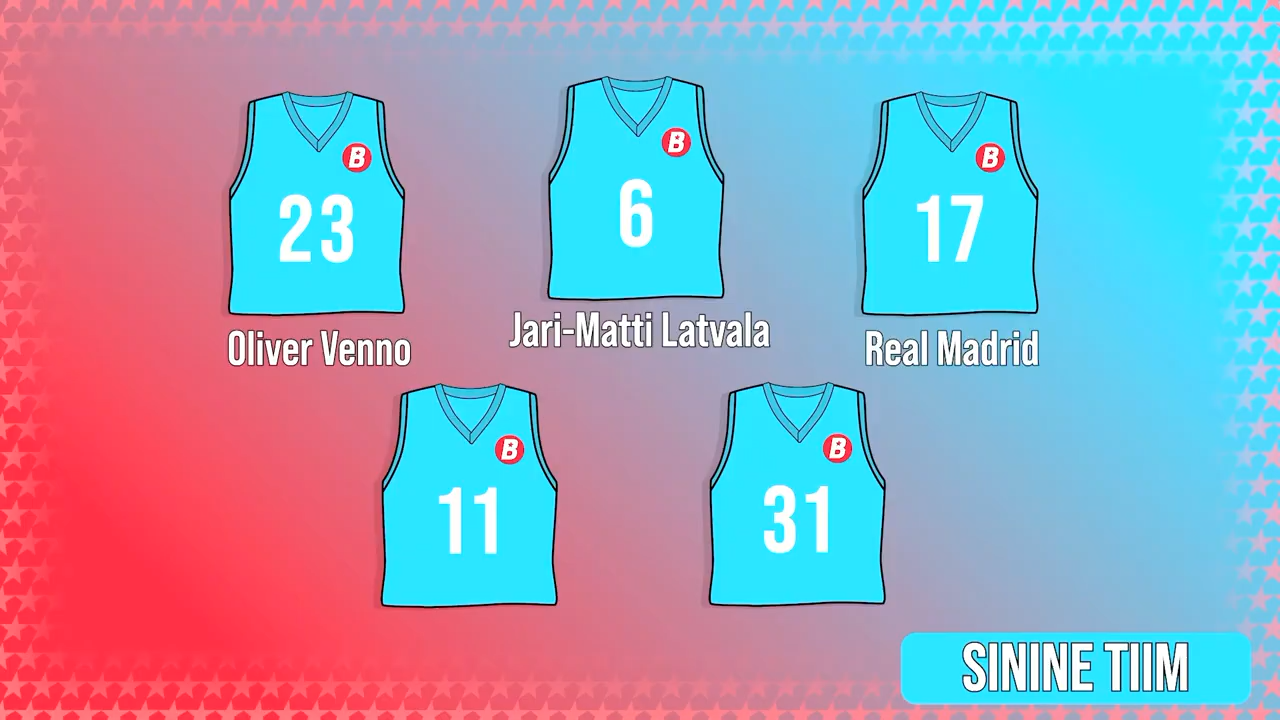 B
23
B
6
B
17
Oliver Venno
Jari-Matti Latvala
Real Madrid
B
11
B
31
SININE TIIM